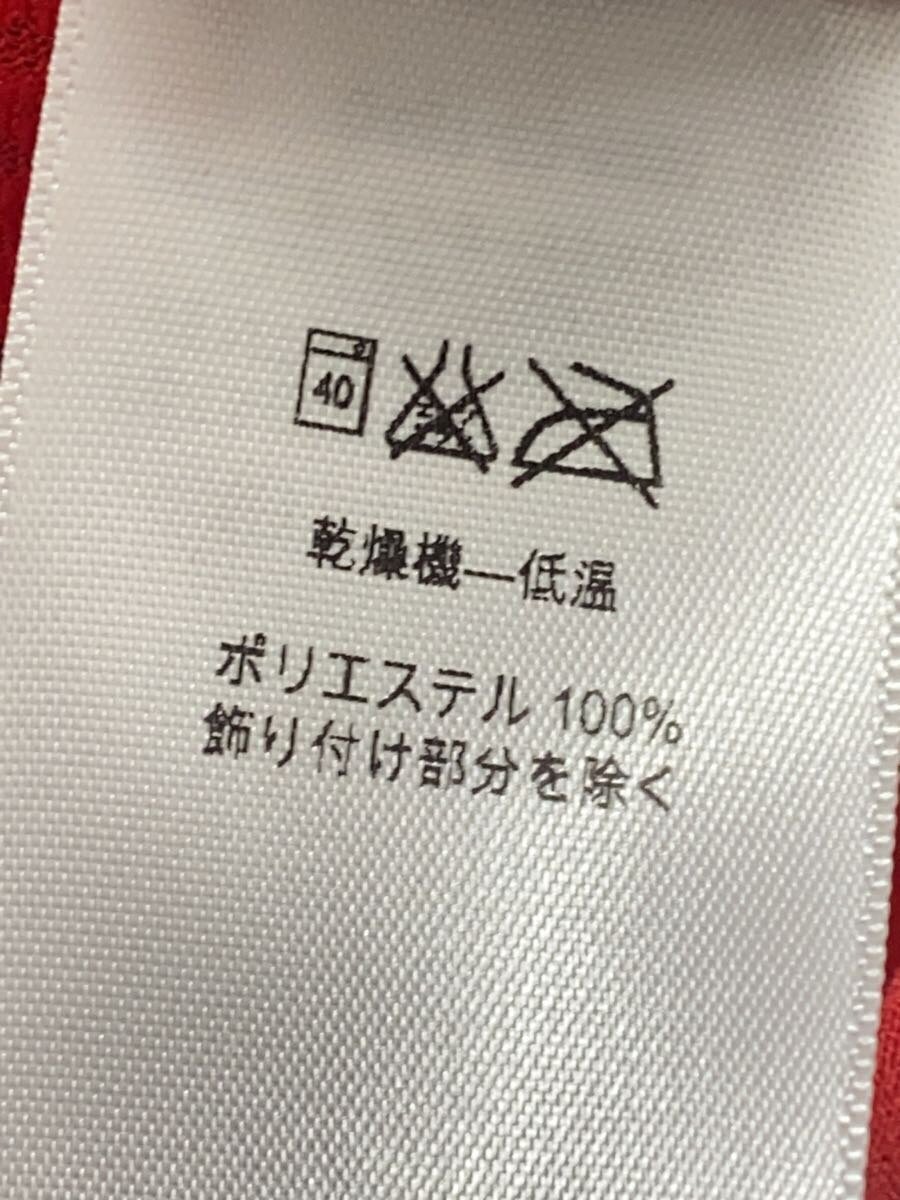 40
乾燥機—低温
ポリエステル 100%
飾り付け部分を除く